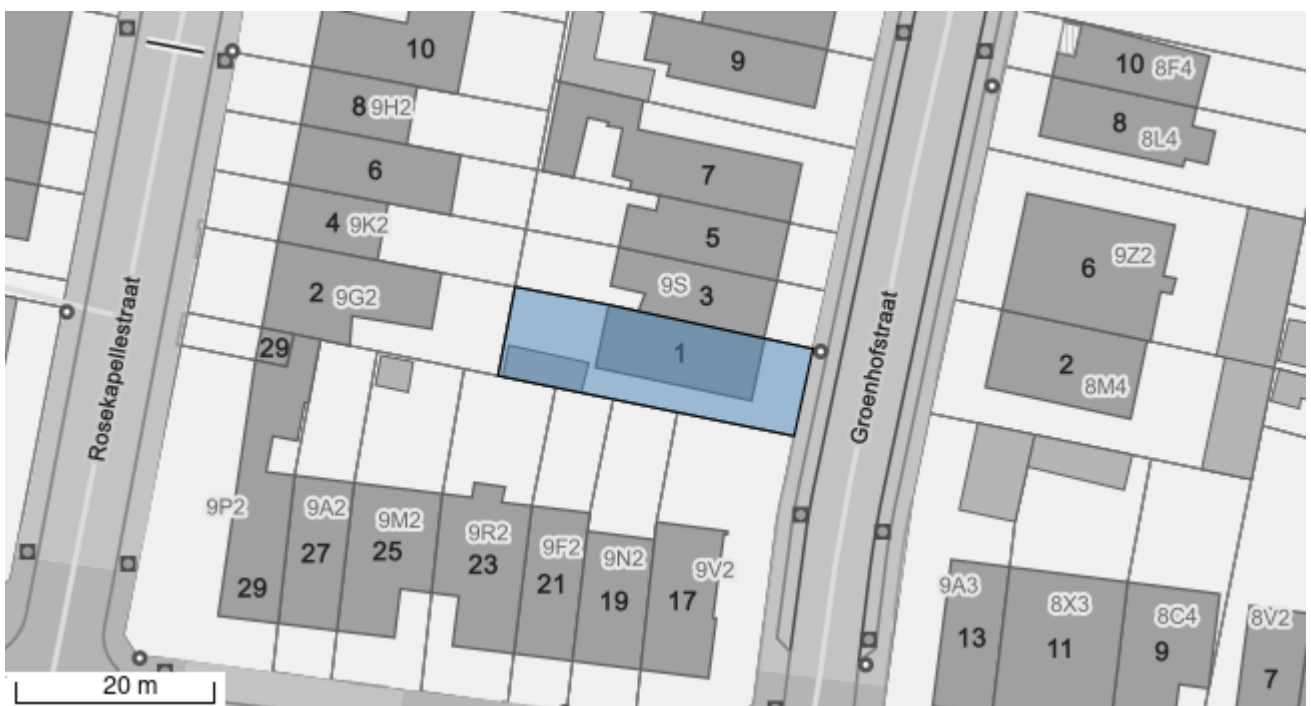 10
9
10 8F4
8 9H2
8
8L4
6
7
4 9K2
5
6
9Z2
2 9G2
9S
3
1
29
2
8M4
Rosekapellestraat
Groenhofstraat
9P2
9A2
9M2
9R2
9F2
9N2
9V2
29
27
25
23
21
19
17
9A3
8X3
8C4
8V2
13
11
9
7
20 m